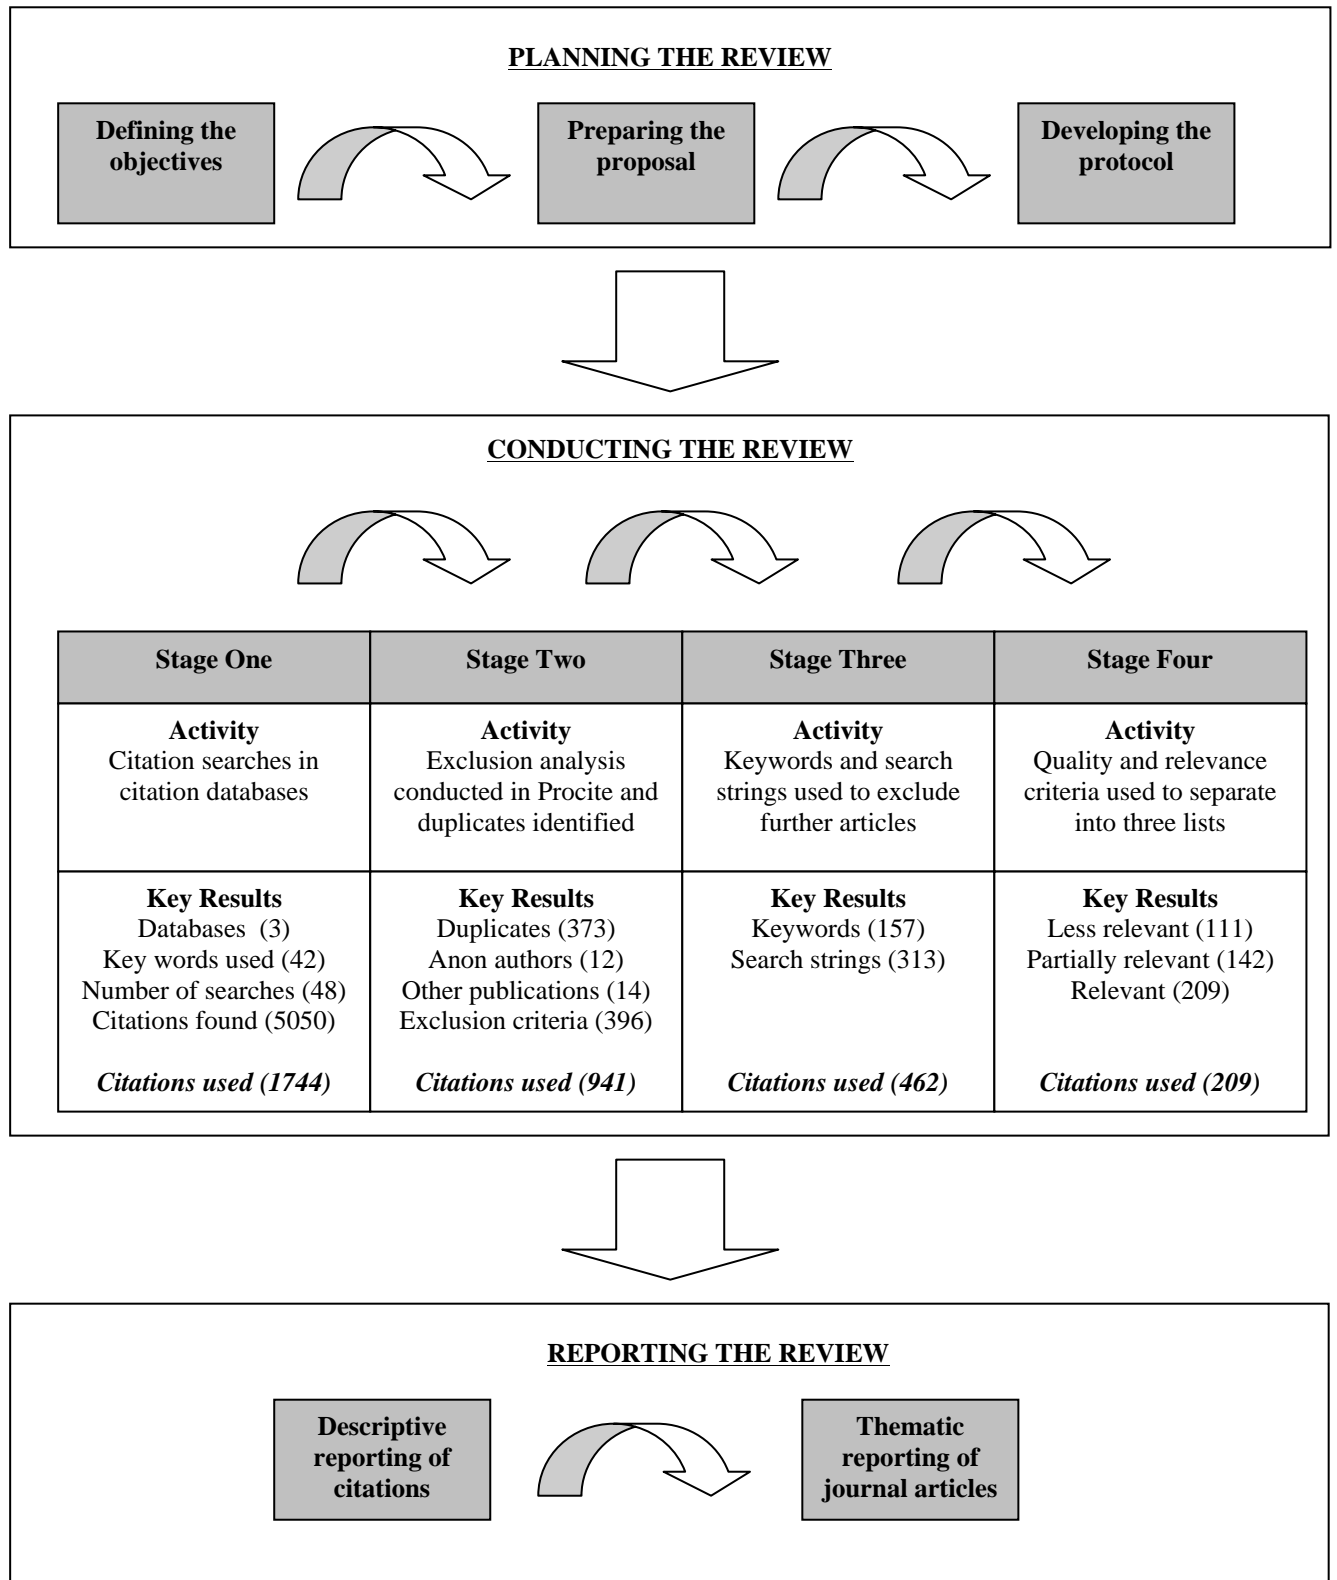 PLANNING THE REVIEW
Defining the
objectives
Preparing the
proposal
Developing the
protocol
CONDUCTING THE REVIEW
Stage One
Stage Two
Stage Three
Stage Four
Activity
Citation searches in
citation databases
Activity
Exclusion analysis
conducted in Procite and
duplicates identified
Activity
Keywords and search
strings used to exclude
further articles
Activity
Quality and relevance
criteria used to separate
into three lists
Key Results
Databases (3)
Key words used (42)
Number of searches (48)
Citations found (5050)
Citations used (1744)
Key Results
Duplicates (373)
Anon authors (12)
Other publications (14)
Exclusion criteria (396)
Citations used (941)
Key Results
Keywords (157)
Search strings (313)
Citations used (462)
Key Results
Less relevant (111)
Partially relevant (142)
Relevant (209)
Citations used (209)
REPORTING THE REVIEW
Descriptive
reporting of
citations
Thematic
reporting of
journal articles